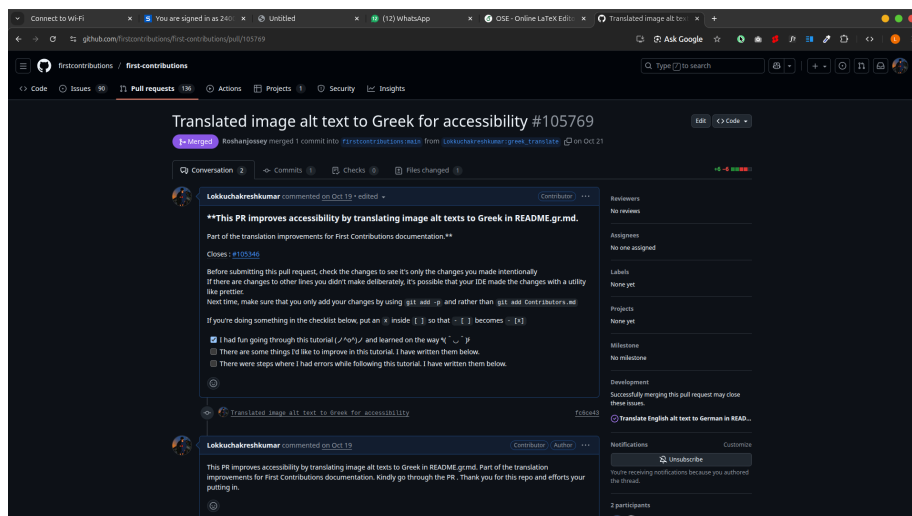 Connect to Wi-Fi
You are signed in as 240
Untitled
(12) WhatsApp
OSE - Online LaTeX Edito
Translated image alt text
github.com/firstcontributions/first-contributions/pull/105769
Ask Google
firstcontributions / first-contributions
Type / to search
Code
Issues 90
Pull requests 136
Actions
Projects 1
Security
Insights
Translated image alt text to Greek for accessibility #105769
Edit
Code
Merged
Roshanjossey merged 1 commit into firstcontributions:main from Lokkuchakreshkumar:greek_translate on Oct 21
Conversation 2
Commits 1
Checks 0
Files changed 1
+6 -6
Lokkuchakreshkumar commented on Oct 19 • edited
Contributor
**This PR improves accessibility by translating image alt texts to Greek in README.gr.md.
Part of the translation improvements for First Contributions documentation.**
Closes : #105346
Before submitting this pull request, check the changes to see it's only the changes you made intentionally
If there are changes to other lines you didn't make deliberately, it's possible that your IDE made the changes with a utility
like prettier.
Next time, make sure that you only add your changes by using git add -p and rather than git add Contributors.md
If you're doing something in the checklist below, put an x inside [ ] so that - [ ] becomes - [x]
I had fun going through this tutorial (ノ^o^)ノ and learned on the way
There are some things I'd like to improve in this tutorial. I have written them below.
There were steps where I had errors while following this tutorial. I have written them below.
Translated image alt text to Greek for accessibility
fc6ce43
Lokkuchakreshkumar commented on Oct 19
Contributor
Author
This PR improves accessibility by translating image alt texts to Greek in README.gr.md. Part of the translation
improvements for First Contributions documentation. Kindly go through the PR . Thank you for this repo and efforts your
putting in.
Reviewers
No reviews
Assignees
No one assigned
Labels
None yet
Projects
None yet
Milestone
No milestone
Development
Successfully merging this pull request may close
these issues.
Translate English alt text to German in READ...
Notifications
Customize
Unsubscribe
You're receiving notifications because you authored
the thread.
2 participants